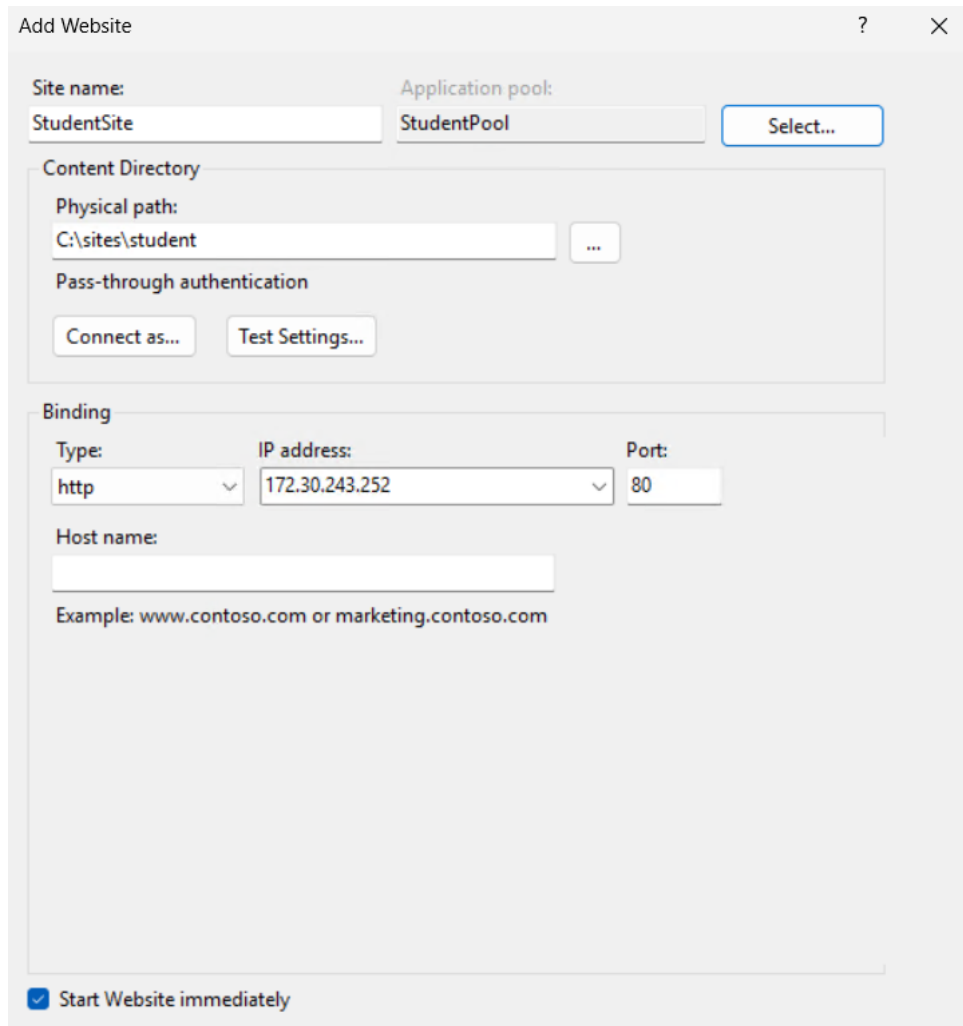 Add Website ?
Site name: Application pool:
StudentSite StudentPool Select...
Content Directory
Physical path:
C:\sites\student ...
Pass-through authentication
Connect as... Test Settings...
Binding
Type: IP address: Port:
http 172.30.243.252 80
Host name:
Example: www.contoso.com or marketing.contoso.com
Start Website immediately